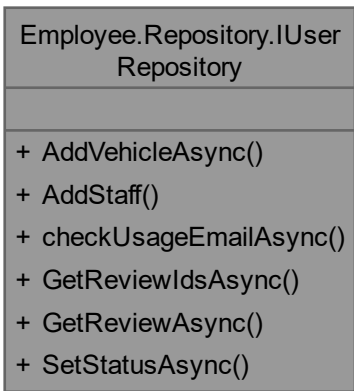 Employee.Repository.IUser
Repository
+ AddVehicleAsync()
+ AddStaff()
+ checkUsageEmailAsync()
+ GetReviewIdsAsync()
+ GetReviewAsync()
+ SetStatusAsync()